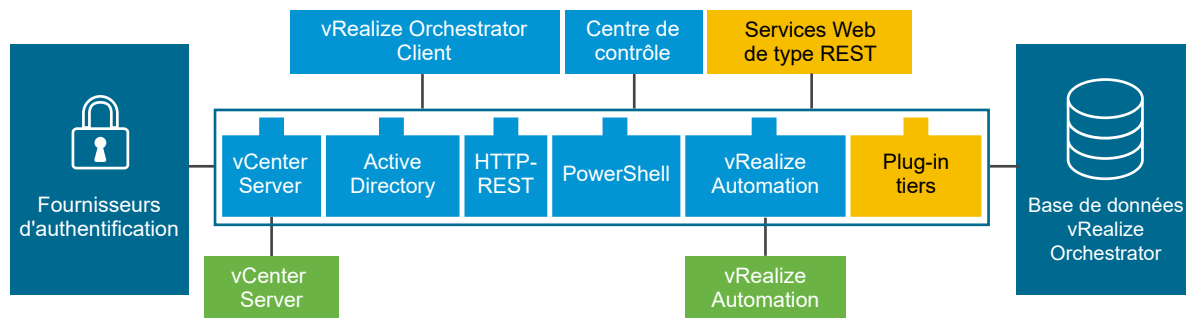 vRealize Orchestrator
Client
Centre de
contrôle
Services Web
de type REST
Fournisseurs
d'authentification
vCenter
Server
Active
Directory
HTTP-
REST
PowerShell
vRealize
Automation
Plug-in
tiers
Base de données
vRealize
Orchestrator
vCenter
Server
vRealize
Automation